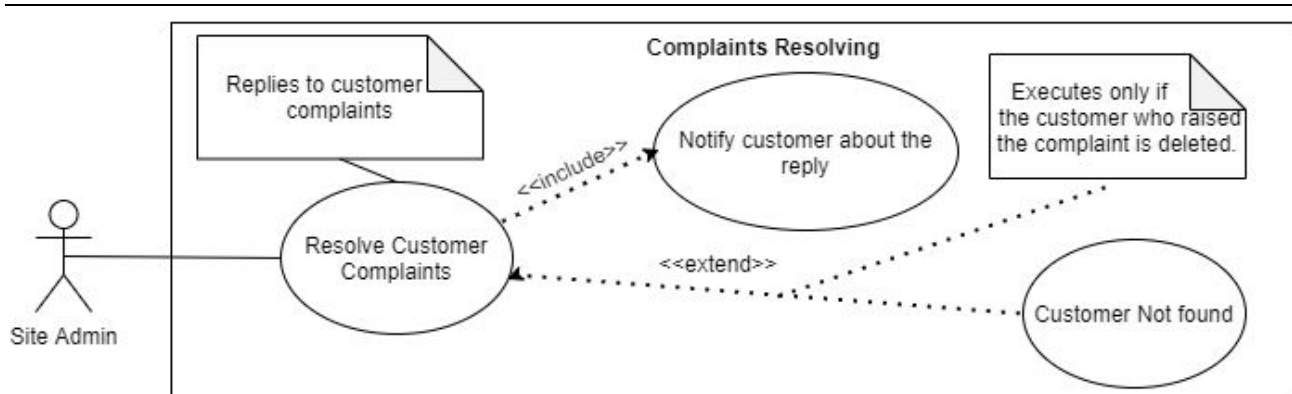 Complaints Resolving
Replies to customer
complaints
Notify customer about the
reply
Executes only if
the customer who raised
the complaint is deleted.
<<include>>
Resolve Customer
Complaints
<<extend>>
Customer Not found
Site Admin